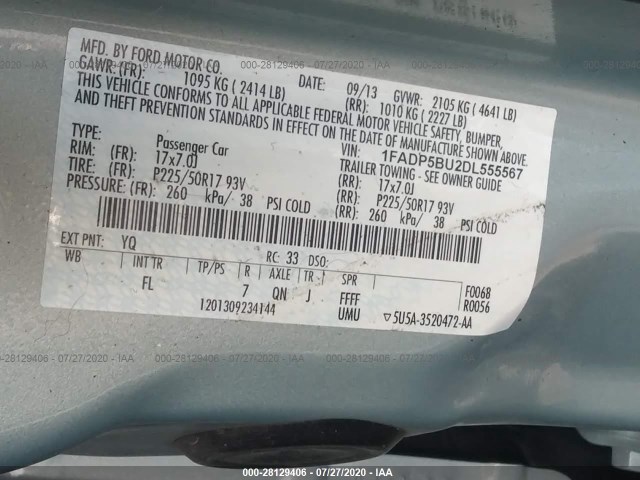 MFD. BY FORD MOTOR CO.
DATE: 09/13 GVWR: 2105 KG ( 4641 LB)
GAWR: (FR): 1095 KG ( 2414 LB) (RR): 1010 KG ( 2227 LB)
THIS VEHICLE CONFORMS TO ALL APPLICABLE FEDERAL MOTOR VEHICLE SAFETY, BUMPER,
AND THEFT PREVENTION STANDARDS IN EFFECT ON THE DATE OF MANUFACTURE SHOWN ABOVE.
VIN: 1FADP5BU2DL555567
TYPE: Passenger Car TRAILER TOWING - SEE OWNER GUIDE
RIM: (FR): 17x7.0J (RR): 17x7.0J
TIRE: (FR): P225/50R17 93V (RR): P225/50R17 93V
PRESSURE: (FR): 260 kPa/ 38 PSI COLD (RR): 260 kPa/ 38 PSI COLD
EXT PNT: YQ RC: 33 DSO:
WB INT TR TP/PS R AXLE TR SPR F0068
FL 7 QN J FFFF R0056
1201309234144 UMU ▽5U5A-3520472-AA
000-28129406 - 07/27/2020 - IAA